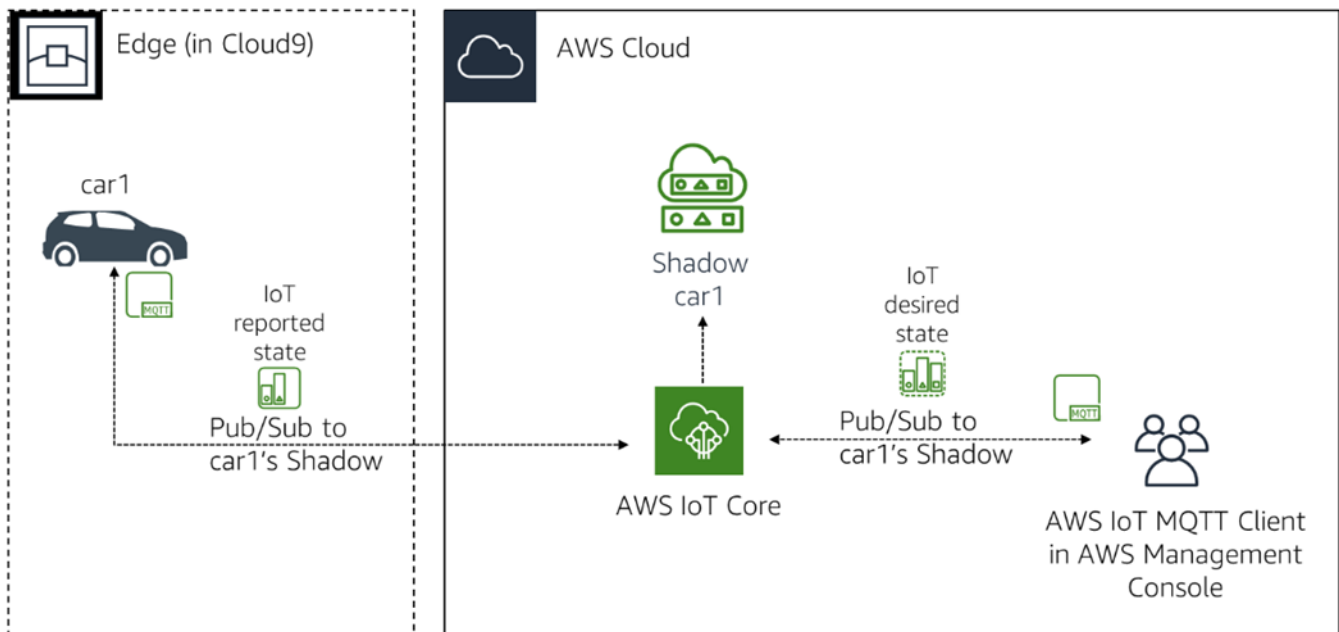 Edge (in Cloud9)
AWS Cloud
car1
MQTT
IoT
reported
state
Pub/Sub to
car1's Shadow
Shadow
car1
AWS IoT Core
IoT
desired
state
Pub/Sub to
car1's Shadow
MQTT
AWS IoT MQTT Client
in AWS Management
Console